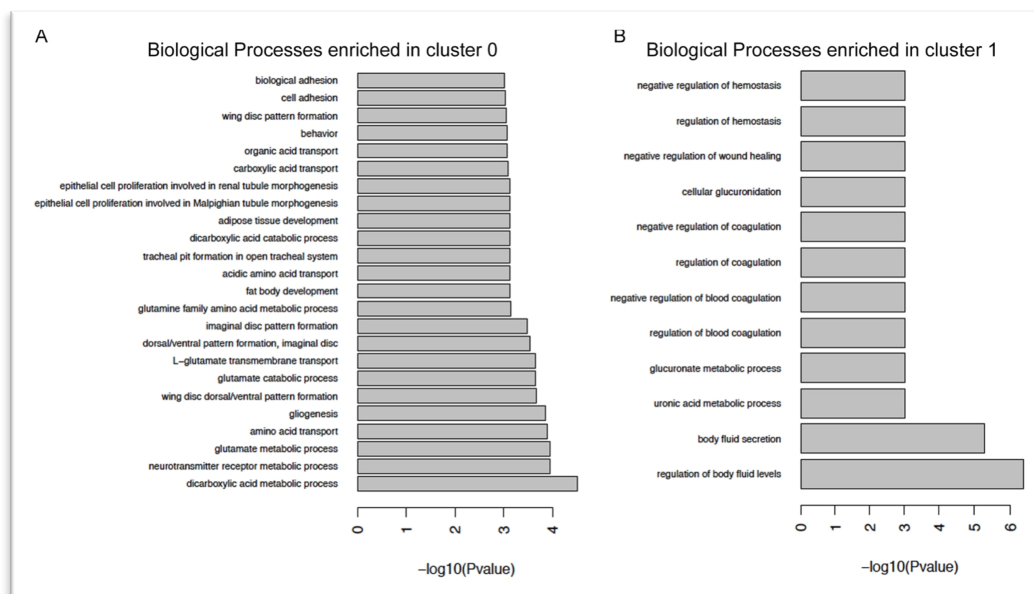 A
Biological Processes enriched in cluster 0
biological adhesion
cell adhesion
wing disc pattern formation
behavior
organic acid transport
carboxylic acid transport
epithelial cell proliferation involved in renal tubule morphogenesis
epithelial cell proliferation involved in Malpighian tubule morphogenesis
adipose tissue development
dicarboxylic acid catabolic process
tracheal pit formation in open tracheal system
acidic amino acid transport
fat body development
glutamine family amino acid metabolic process
imaginal disc pattern formation
dorsal/ventral pattern formation, imaginal disc
L-glutamate transmembrane transport
glutamate catabolic process
wing disc dorsal/ventral pattern formation
gliogenesis
amino acid transport
glutamate metabolic process
neurotransmitter receptor metabolic process
dicarboxylic acid metabolic process
0 1 2 3 4
−log10(Pvalue)
B
Biological Processes enriched in cluster 1
negative regulation of hemostasis
regulation of hemostasis
negative regulation of wound healing
cellular glucuronidation
negative regulation of coagulation
regulation of coagulation
negative regulation of blood coagulation
regulation of blood coagulation
glucuronate metabolic process
uronic acid metabolic process
body fluid secretion
regulation of body fluid levels
0 1 2 3 4 5 6
−log10(Pvalue)